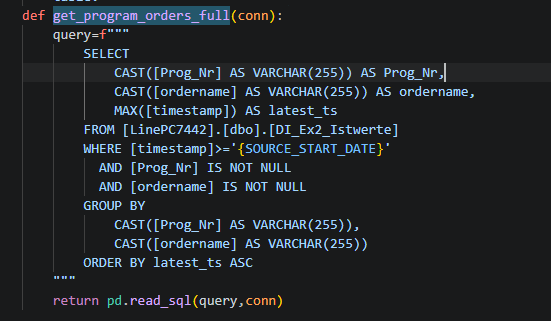 def get_program_orders_full(conn):
query=f"""
SELECT
CAST([Prog_Nr] AS VARCHAR(255)) AS Prog_Nr,
CAST([ordername] AS VARCHAR(255)) AS ordername,
MAX([timestamp]) AS latest_ts
FROM [LinePC7442].[dbo].[DI_Ex2_Istwerte]
WHERE [timestamp]>='{SOURCE_START_DATE}'
AND [Prog_Nr] IS NOT NULL
AND [ordername] IS NOT NULL
GROUP BY
CAST([Prog_Nr] AS VARCHAR(255)),
CAST([ordername] AS VARCHAR(255))
ORDER BY latest_ts ASC
"""
return pd.read_sql(query,conn)